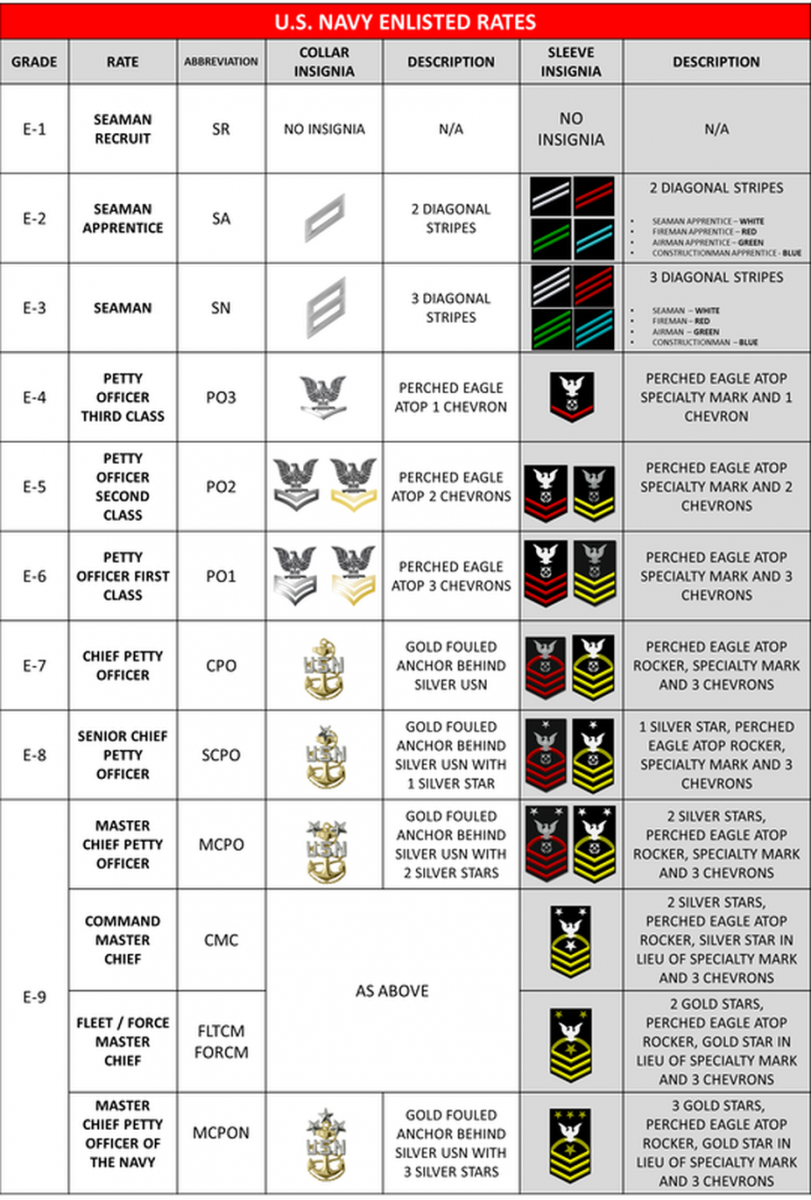 U.S. NAVY ENLISTED RATES
GRADE
RATE
ABBREVIATION
COLLAR
INSIGNIA
DESCRIPTION
SLEEVE
INSIGNIA
DESCRIPTION
E-1
SEAMAN
RECRUIT
SR
NO INSIGNIA
N/A
NO
INSIGNIA
N/A
E-2
SEAMAN
APPRENTICE
SA
2 DIAGONAL
STRIPES
2 DIAGONAL STRIPES
• SEAMAN APPRENTICE – WHITE
• FIREMAN APPRENTICE – RED
• AIRMAN APPRENTICE – GREEN
• CONSTRUCTIONMAN APPRENTICE - BLUE
E-3
SEAMAN
SN
3 DIAGONAL
STRIPES
3 DIAGONAL STRIPES
• SEAMAN – WHITE
• FIREMAN – RED
• AIRMAN – GREEN
• CONSTRUCTIONMAN – BLUE
E-4
PETTY
OFFICER
THIRD CLASS
PO3
PERCHED EAGLE
ATOP 1 CHEVRON
PERCHED EAGLE ATOP
SPECIALTY MARK AND 1
CHEVRON
E-5
PETTY
OFFICER
SECOND
CLASS
PO2
PERCHED EAGLE
ATOP 2 CHEVRONS
PERCHED EAGLE ATOP
SPECIALTY MARK AND 2
CHEVRONS
E-6
PETTY
OFFICER FIRST
CLASS
PO1
PERCHED EAGLE
ATOP 3 CHEVRONS
PERCHED EAGLE ATOP
SPECIALTY MARK AND 3
CHEVRONS
E-7
CHIEF PETTY
OFFICER
CPO
USN
GOLD FOULED
ANCHOR BEHIND
SILVER USN
PERCHED EAGLE ATOP
ROCKER, SPECIALTY MARK
AND 3 CHEVRONS
E-8
SENIOR CHIEF
PETTY
OFFICER
SCPO
USN
GOLD FOULED
ANCHOR BEHIND
SILVER USN WITH
1 SILVER STAR
1 SILVER STAR, PERCHED
EAGLE ATOP ROCKER,
SPECIALTY MARK AND 3
CHEVRONS
E-9
MASTER
CHIEF PETTY
OFFICER
MCPO
USN
GOLD FOULED
ANCHOR BEHIND
SILVER USN WITH
2 SILVER STARS
2 SILVER STARS,
PERCHED EAGLE ATOP
ROCKER, SPECIALTY MARK
AND 3 CHEVRONS
COMMAND
MASTER
CHIEF
CMC
AS ABOVE
2 SILVER STARS,
PERCHED EAGLE ATOP
ROCKER, SILVER STAR IN
LIEU OF SPECIALTY MARK
AND 3 CHEVRONS
FLEET / FORCE
MASTER
CHIEF
FLTCM
FORCM
2 GOLD STARS,
PERCHED EAGLE ATOP
ROCKER, GOLD STAR IN
LIEU OF SPECIALTY MARK
AND 3 CHEVRONS
MASTER
CHIEF PETTY
OFFICER OF
THE NAVY
MCPON
USN
GOLD FOULED
ANCHOR BEHIND
SILVER USN WITH
3 SILVER STARS
3 GOLD STARS,
PERCHED EAGLE ATOP
ROCKER, GOLD STAR IN
LIEU OF SPECIALTY MARK
AND 3 CHEVRONS